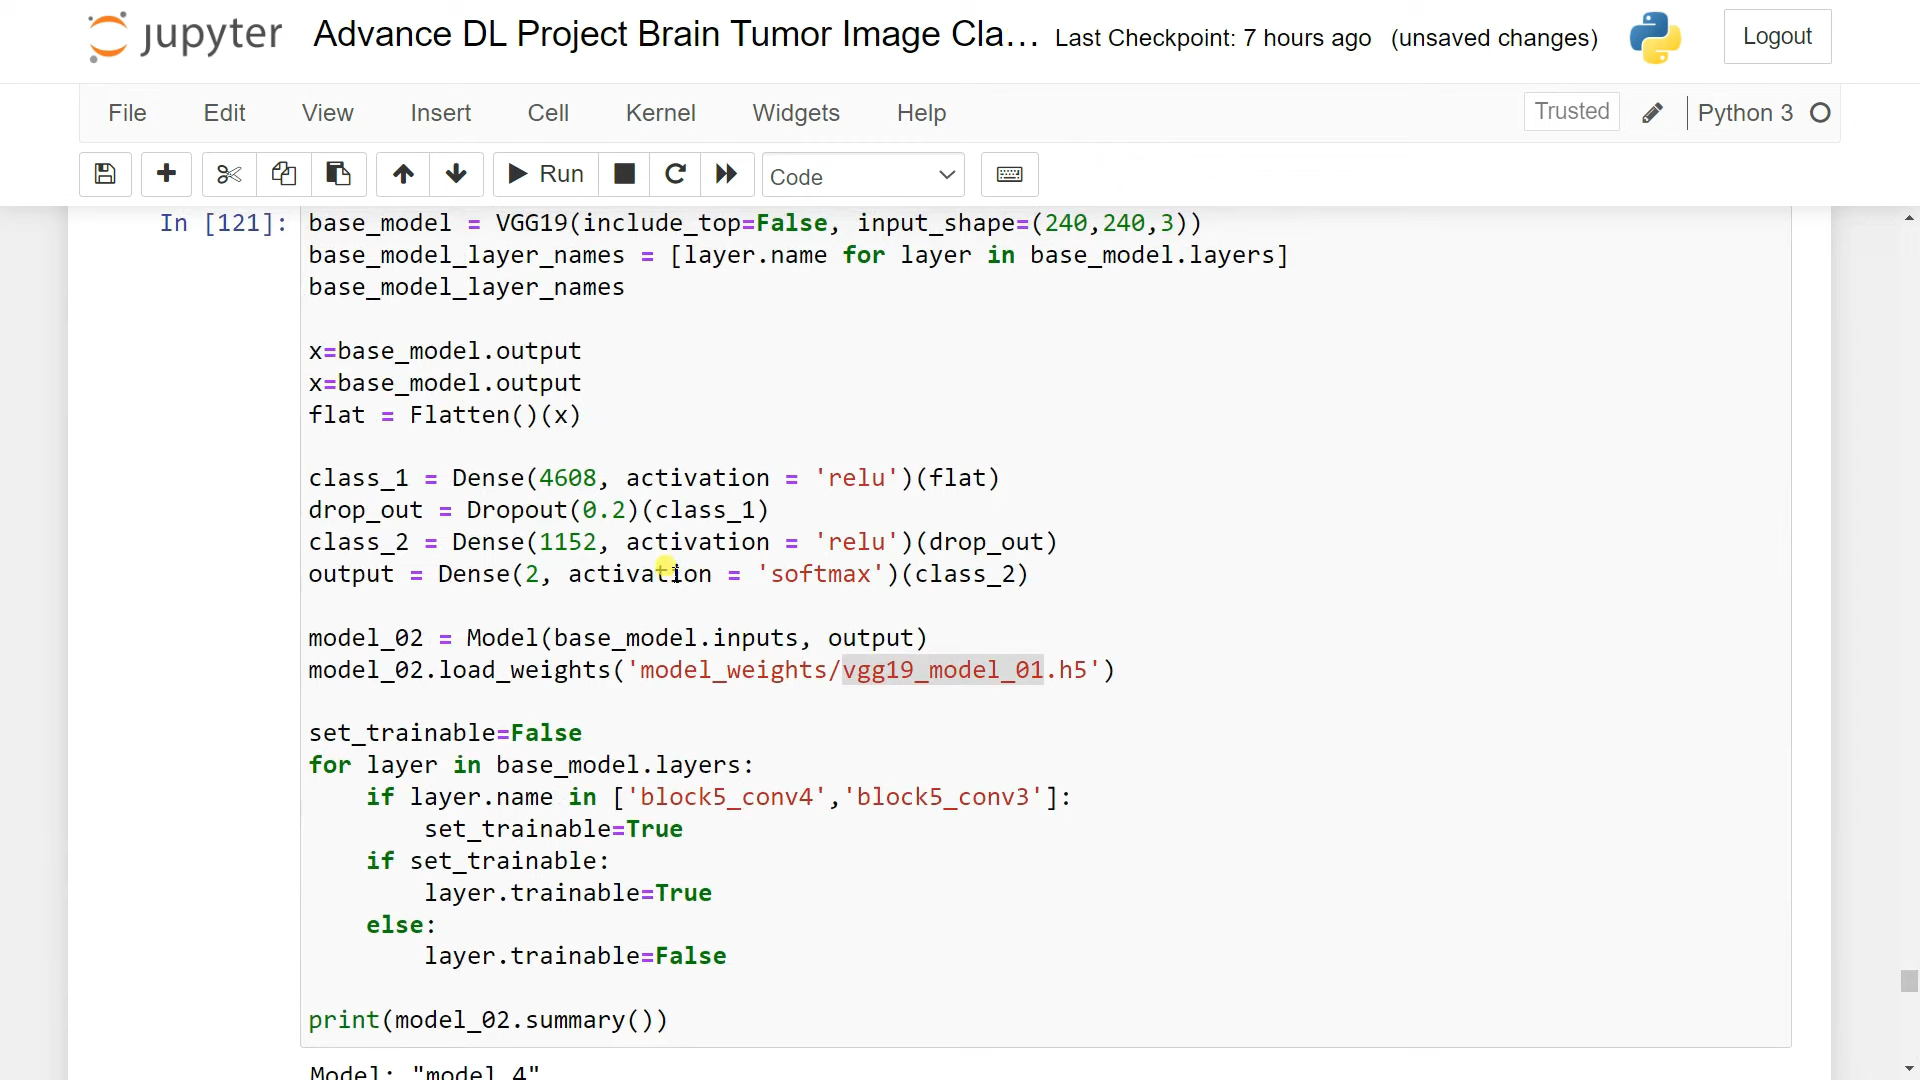 jupyter Advance DL Project Brain Tumor Image Cla... Last Checkpoint: 7 hours ago (unsaved changes) Logout
File Edit View Insert Cell Kernel Widgets Help Trusted Python 3
Run Code
In [121]: base_model = VGG19(include_top=False, input_shape=(240,240,3))
base_model_layer_names = [layer.name for layer in base_model.layers]
base_model_layer_names
x=base_model.output
x=base_model.output
flat = Flatten()(x)
class_1 = Dense(4608, activation = 'relu')(flat)
drop_out = Dropout(0.2)(class_1)
class_2 = Dense(1152, activation = 'relu')(drop_out)
output = Dense(2, activation = 'softmax')(class_2)
model_02 = Model(base_model.inputs, output)
model_02.load_weights('model_weights/vgg19_model_01.h5')
set_trainable=False
for layer in base_model.layers:
    if layer.name in ['block5_conv4','block5_conv3']:
        set_trainable=True
    if set_trainable:
        layer.trainable=True
    else:
        layer.trainable=False
print(model_02.summary())
Model: "model_4"